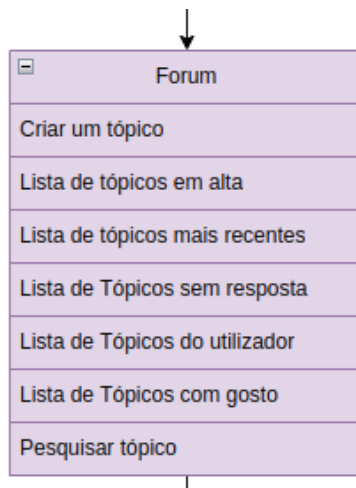 Forum
Criar um tópico
Lista de tópicos em alta
Lista de tópicos mais recentes
Lista de Tópicos sem resposta
Lista de Tópicos do utilizador
Lista de Tópicos com gosto
Pesquisar tópico